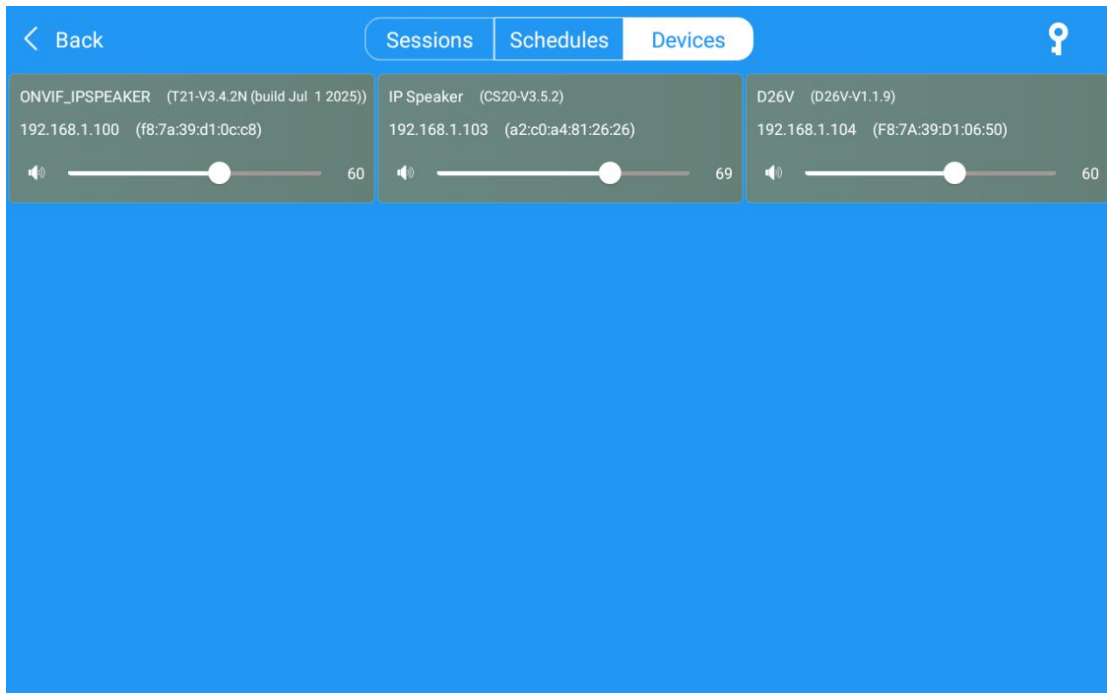 Back
Sessions Schedules Devices
ONVIF_IPSPEAKER (T21-V3.4.2N (build Jul 1 2025))
192.168.1.100 (f8:7a:39:d1:0c:c8)
60
IP Speaker (CS20-V3.5.2)
192.168.1.103 (a2:c0:a4:81:26:26)
69
D26V (D26V-V1.1.9)
192.168.1.104 (F8:7A:39:D1:06:50)
60